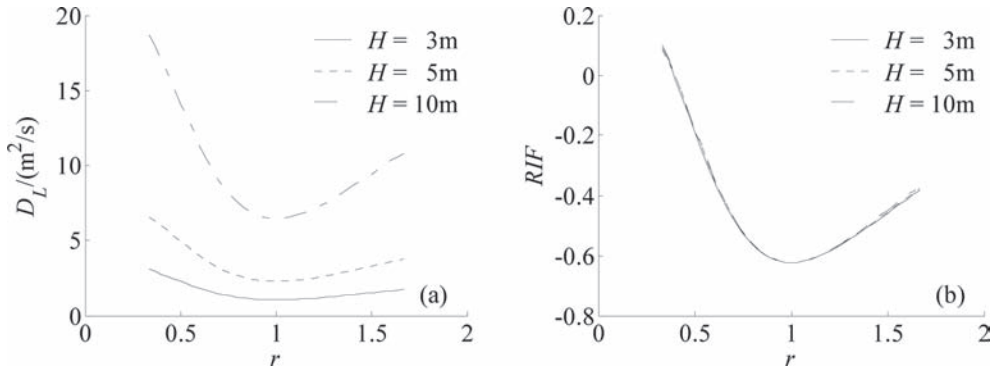 20
15
10
5
0
D_L/(m²/s)
H = 3m
H = 5m
H = 10m
(a)
0 0.5 1 1.5 2
r
0.2
0
-0.2
-0.4
-0.6
-0.8
RIF
H = 3m
H = 5m
H = 10m
(b)
0 0.5 1 1.5 2
r